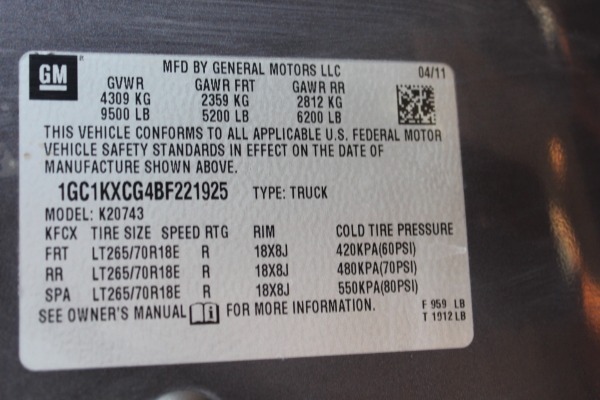 GM
MFD BY GENERAL MOTORS LLC 04/11
GVWR GAWR FRT GAWR RR
4309 KG 2359 KG 2812 KG
9500 LB 5200 LB 6200 LB
THIS VEHICLE CONFORMS TO ALL APPLICABLE U.S. FEDERAL MOTOR
VEHICLE SAFETY STANDARDS IN EFFECT ON THE DATE OF
MANUFACTURE SHOWN ABOVE.
1GC1KXCG4BF221925 TYPE: TRUCK
MODEL: K20743
KFCX TIRE SIZE SPEED RTG RIM COLD TIRE PRESSURE
FRT LT265/70R18E R 18X8J 420KPA(60PSI)
RR LT265/70R18E R 18X8J 480KPA(70PSI)
SPA LT265/70R18E R 18X8J 550KPA(80PSI)
SEE OWNER'S MANUAL i FOR MORE INFORMATION.
F 959 LB
T 1912 LB